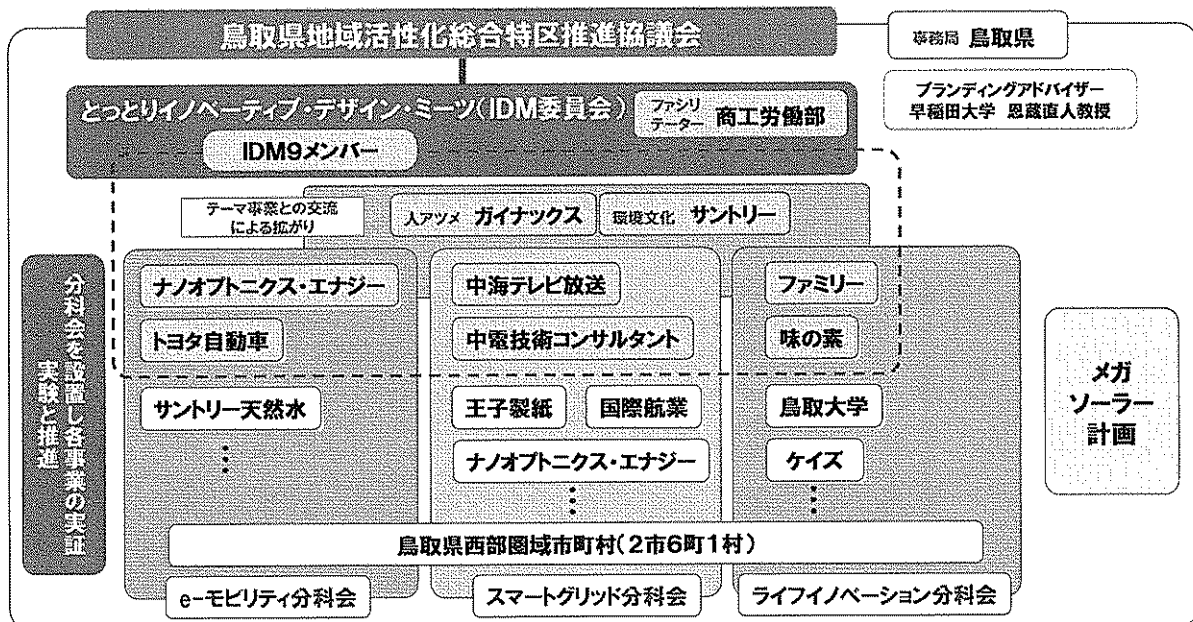 鳥取県地域活性化総合特区推進協議会
事務局 鳥取県
ブランディングアドバイザー
早稲田大学 恩蔵直人教授
とっとりイノベーティブ・デザイン・ミーツ(IDM委員会)
ファシリ
テーター 商工労働部
IDM9メンバー
テーマ事業との交流
による拡がり
人アツメ ガイナックス
環境文化 サントリー
分科会を設置し各事業の実証
実験と推進
ナノオプトニクス・エナジー
トヨタ自動車
サントリー天然水
⋮
中海テレビ放送
中電技術コンサルタント
王子製紙
国際航業
ナノオプトニクス・エナジー
⋮
ファミリー
味の素
鳥取大学
ケイズ
⋮
メガ
ソーラー
計画
鳥取県西部圏域市町村(2市6町1村)
e-モビリティ分科会
スマートグリッド分科会
ライフイノベーション分科会